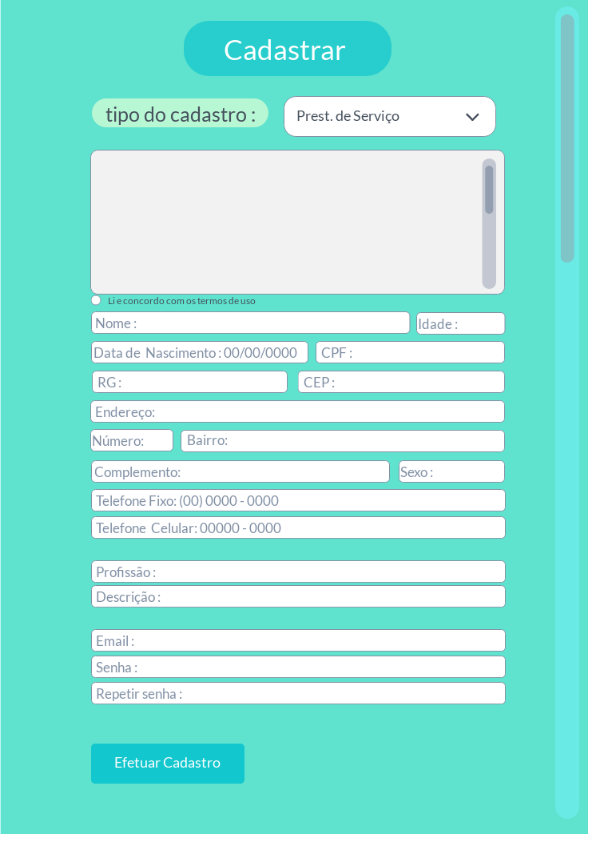 Cadastrar
tipo do cadastro :
Prest. de Serviço
Li e concordo com os termos de uso
Nome :
Idade :
Data de Nascimento : 00/00/0000
CPF :
RG :
CEP :
Endereço:
Número:
Bairro:
Complemento:
Sexo :
Telefone Fixo: (00) 0000 - 0000
Telefone Celular: 00000 - 0000
Profissão :
Descrição :
Email :
Senha :
Repetir senha :
Efetuar Cadastro